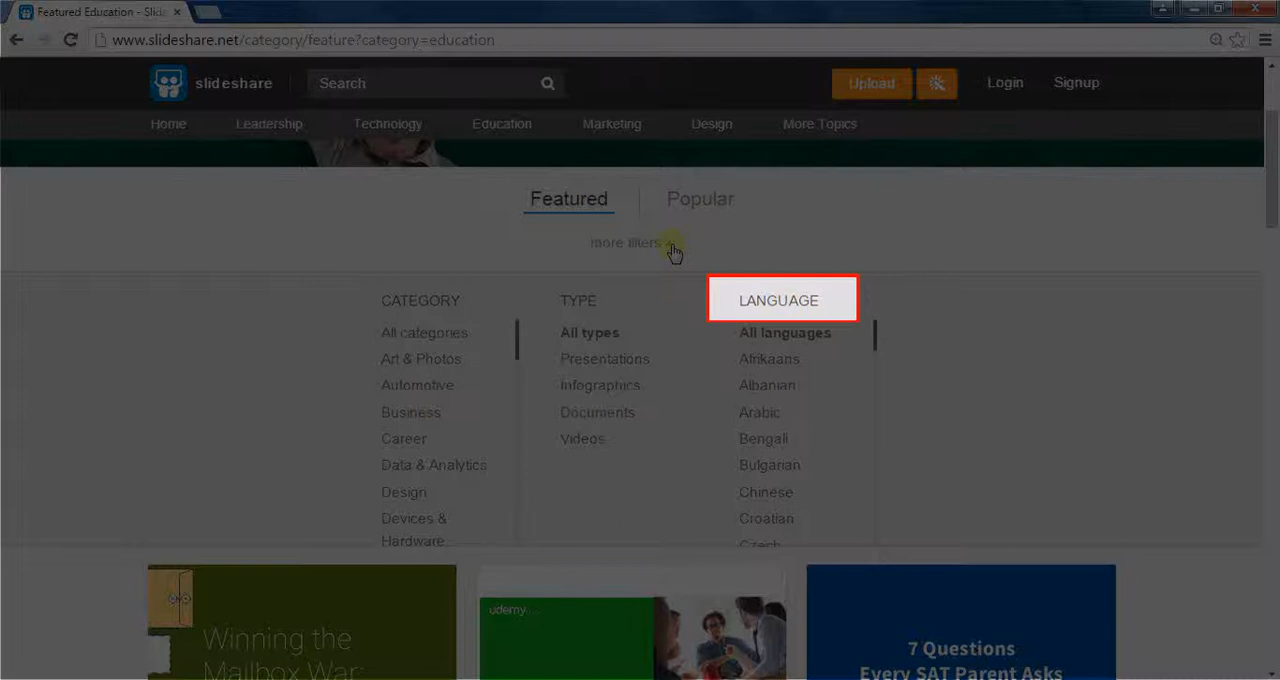 Featured Education - Slide
www.slideshare.net/category/feature?category=education
slideshare
Search
Upload
Login
Signup
Home
Leadership
Technology
Education
Marketing
Design
More Topics
Featured
Popular
more filters
CATEGORY
All categories
Art & Photos
Automotive
Business
Career
Data & Analytics
Design
Devices &
Hardware
TYPE
All types
Presentations
Infographics
Documents
Videos
LANGUAGE
All languages
Afrikaans
Albanian
Arabic
Bengali
Bulgarian
Chinese
Croatian
Czech
Winning the
Mailbox War:
udemy
7 Questions
Every SAT Parent Asks